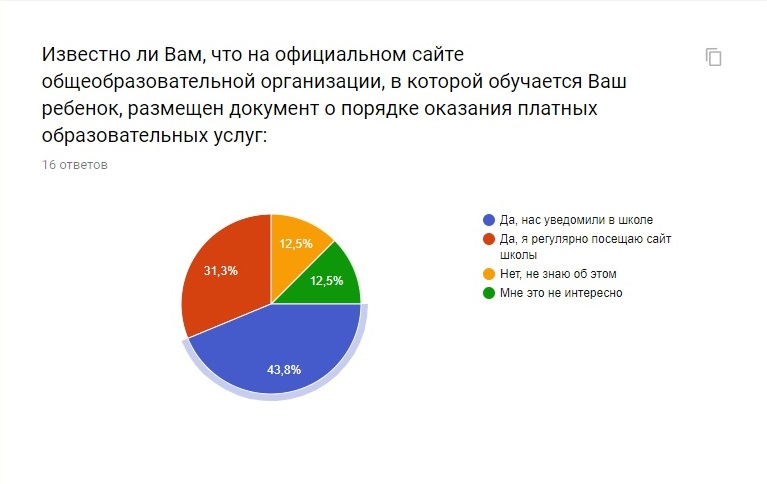 Известно ли Вам, что на официальном сайте
общеобразовательной организации, в которой обучается Ваш
ребенок, размещен документ о порядке оказания платных
образовательных услуг:
16 ответов
Да, нас уведомили в школе
Да, я регулярно посещаю сайт
школы
Нет, не знаю об этом
Мне это не интересно
12,5%
31,3%
12,5%
43,8%